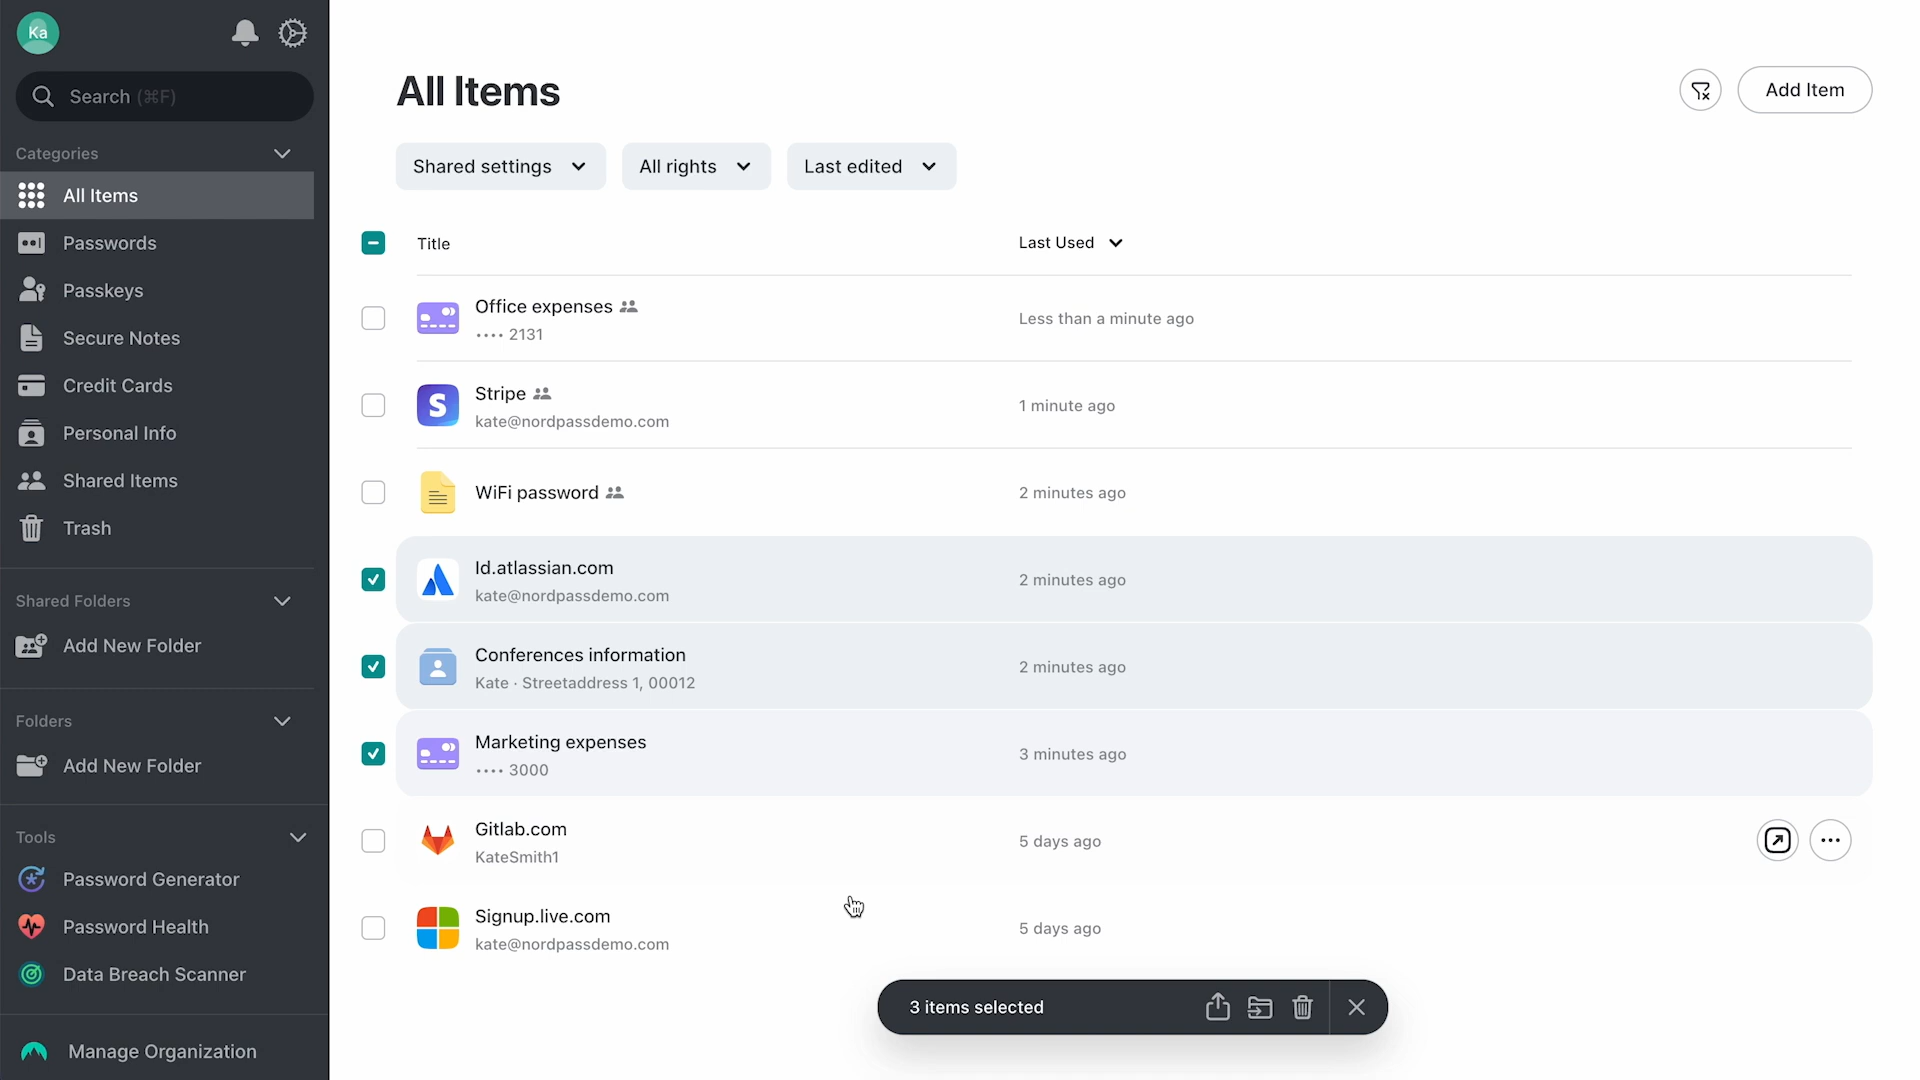 Ka
Search (⌘F)
Categories
All Items
Passwords
Passkeys
Secure Notes
Credit Cards
Personal Info
Shared Items
Trash
Shared Folders
Add New Folder
Folders
Add New Folder
Tools
Password Generator
Password Health
Data Breach Scanner
Manage Organization
All Items
Add Item
Shared settings
All rights
Last edited
Title
Last Used
Office expenses
•••• 2131
Less than a minute ago
S
Stripe
kate@nordpassdemo.com
1 minute ago
WiFi password
2 minutes ago
Id.atlassian.com
kate@nordpassdemo.com
2 minutes ago
Conferences information
Kate · Streetaddress 1, 00012
2 minutes ago
Marketing expenses
•••• 3000
3 minutes ago
Gitlab.com
KateSmith1
5 days ago
Signup.live.com
kate@nordpassdemo.com
5 days ago
3 items selected